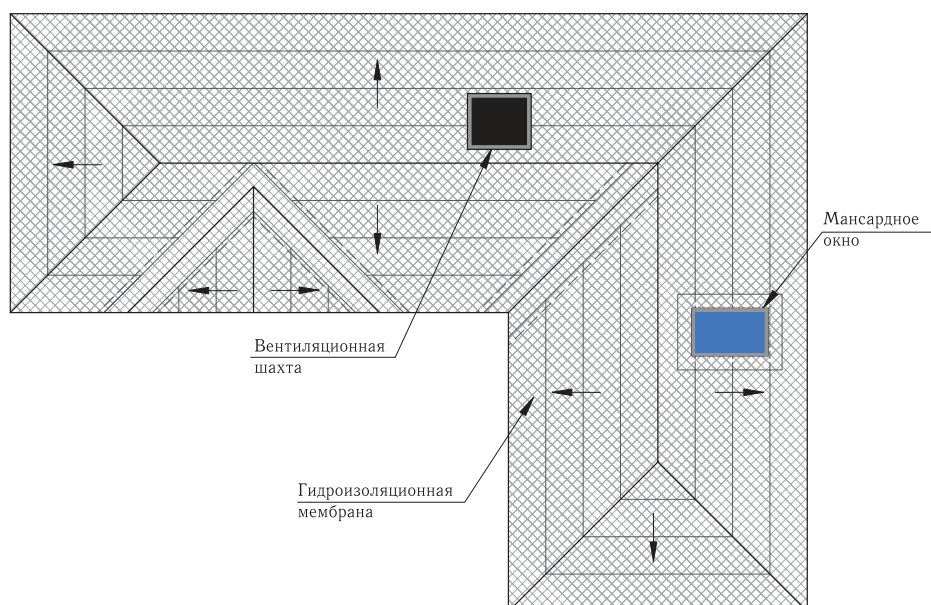 Мансардное
окно
Вентиляционная
шахта
Гидроизоляционная
мембрана